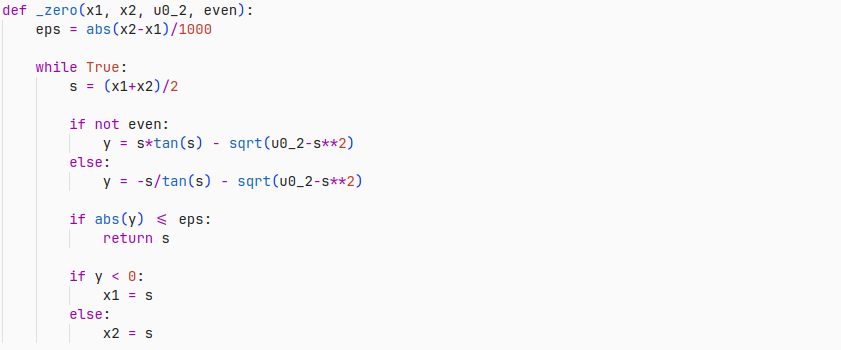 def _zero(x1, x2, u0_2, even):
    eps = abs(x2-x1)/1000
    while True:
        s = (x1+x2)/2
        if not even:
            y = s*tan(s) - sqrt(u0_2-s**2)
        else:
            y = -s/tan(s) - sqrt(u0_2-s**2)
        if abs(y) ⩽ eps:
            return s
        if y < 0:
            x1 = s
        else:
            x2 = s